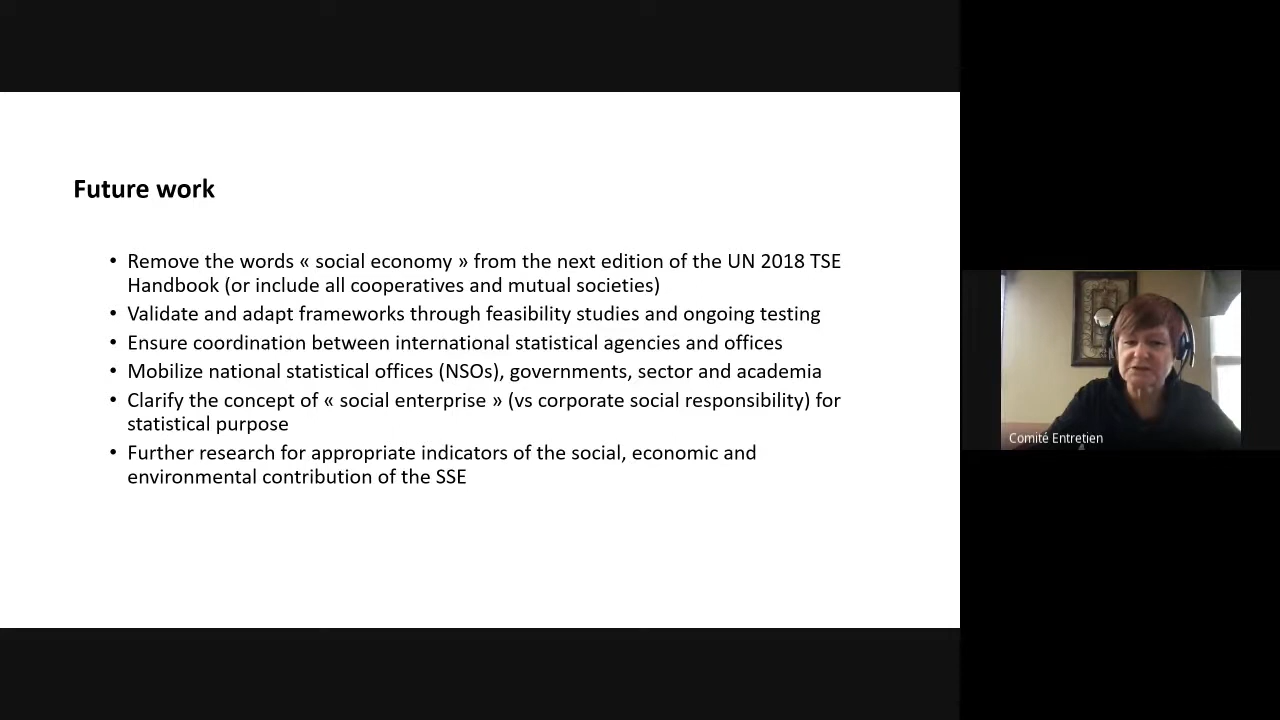 Future work
• Remove the words « social economy » from the next edition of the UN 2018 TSE
Handbook (or include all cooperatives and mutual societies)
• Validate and adapt frameworks through feasibility studies and ongoing testing
• Ensure coordination between international statistical agencies and offices
• Mobilize national statistical offices (NSOs), governments, sector and academia
• Clarify the concept of « social enterprise » (vs corporate social responsibility) for
statistical purpose
• Further research for appropriate indicators of the social, economic and
environmental contribution of the SSE
Comité Entretien